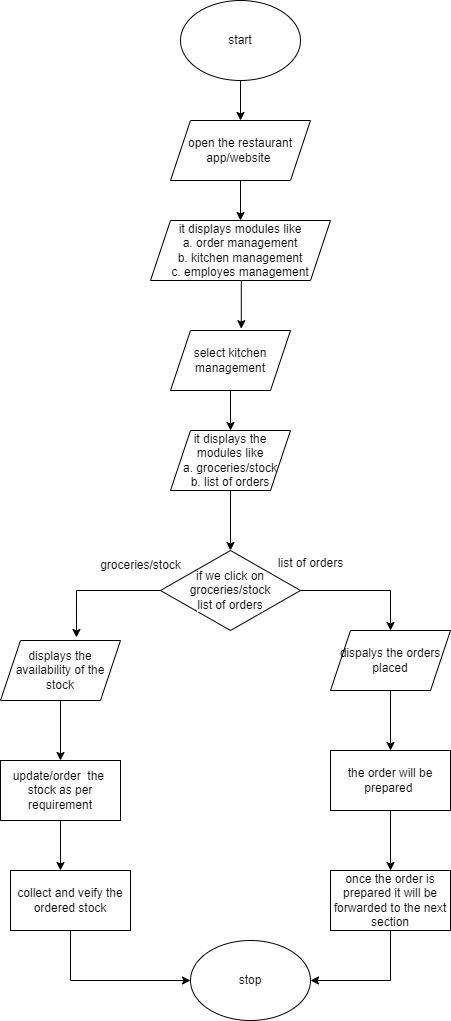 start
open the restaurant
app/website
it displays modules like
a. order management
b. kitchen management
c. employes management
select kitchen
management
it displays the
modules like
a. groceries/stock
b. list of orders
groceries/stock
list of orders
if we click on
groceries/stock
list of orders
displays the
availability of the
stock
dispalys the orders
placed
update/order the
stock as per
requirement
the order will be
prepared
collect and veify the
ordered stock
once the order is
prepared it will be
forwarded to the next
section
stop